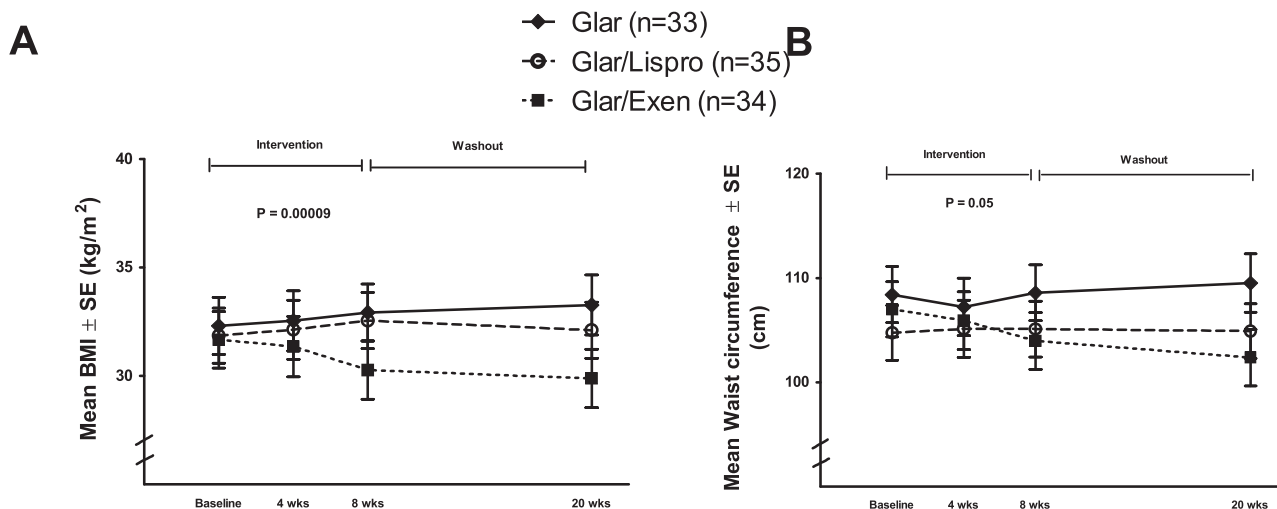 A
Glar (n=33)
Glar/Lispro (n=35)
Glar/Exen (n=34)
B
Intervention
Washout
P = 0.00009
Mean BMI ± SE (kg/m²)
40
35
30
Baseline
4 wks
8 wks
20 wks
Intervention
Washout
P = 0.05
Mean Waist circumference ± SE
(cm)
120
110
100
Baseline
4 wks
8 wks
20 wks